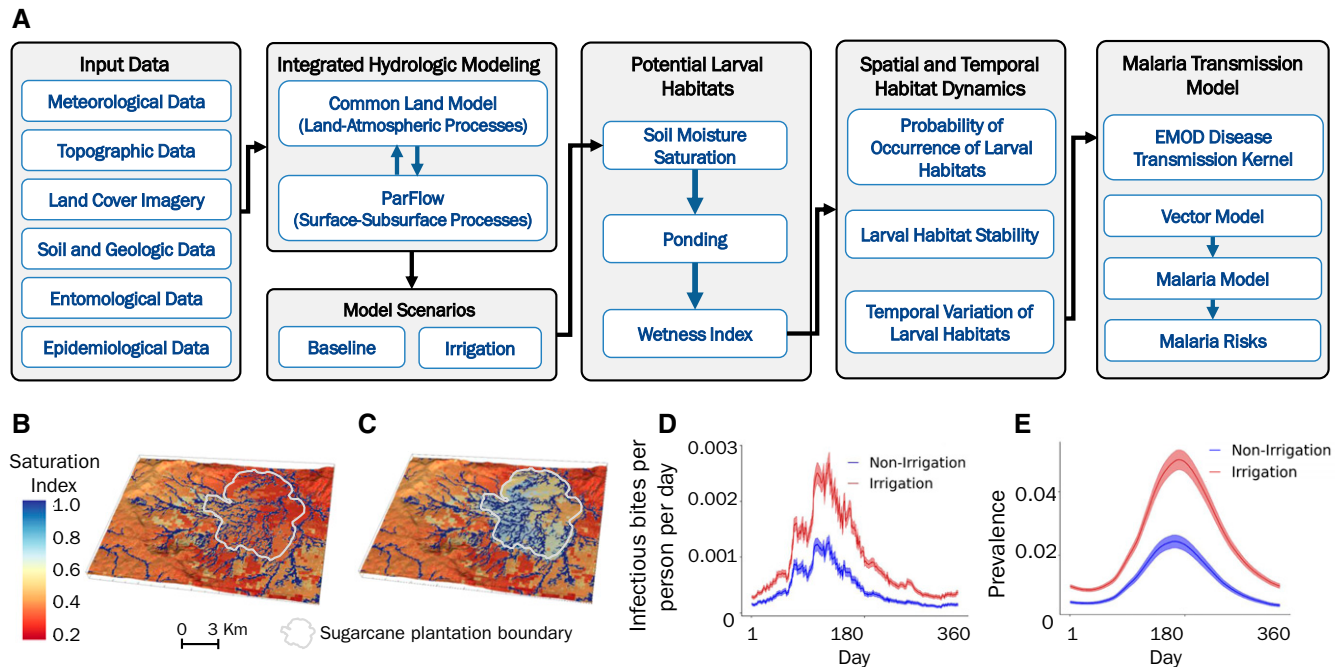 A
Input Data
Meteorological Data
Topographic Data
Land Cover Imagery
Soil and Geologic Data
Entomological Data
Epidemiological Data
Integrated Hydrologic Modeling
Common Land Model
(Land-Atmospheric Processes)
ParFlow
(Surface-Subsurface Processes)
Model Scenarios
Baseline
Irrigation
Potential Larval
Habitats
Soil Moisture
Saturation
Ponding
Wetness Index
Spatial and Temporal
Habitat Dynamics
Probability of
Occurrence of Larval
Habitats
Larval Habitat Stability
Temporal Variation of
Larval Habitats
Malaria Transmission
Model
EMOD Disease
Transmission Kernel
Vector Model
Malaria Model
Malaria Risks
B
Saturation
Index
1.0
0.8
0.6
0.4
0.2
0 3 Km
Sugarcane plantation boundary
C
D
Infectious bites per
person per day
0.003
0.002
0.001
0
Non-Irrigation
Irrigation
1 180 360
Day
E
Prevalence
0.04
0.02
0
Non-Irrigation
Irrigation
1 180 360
Day